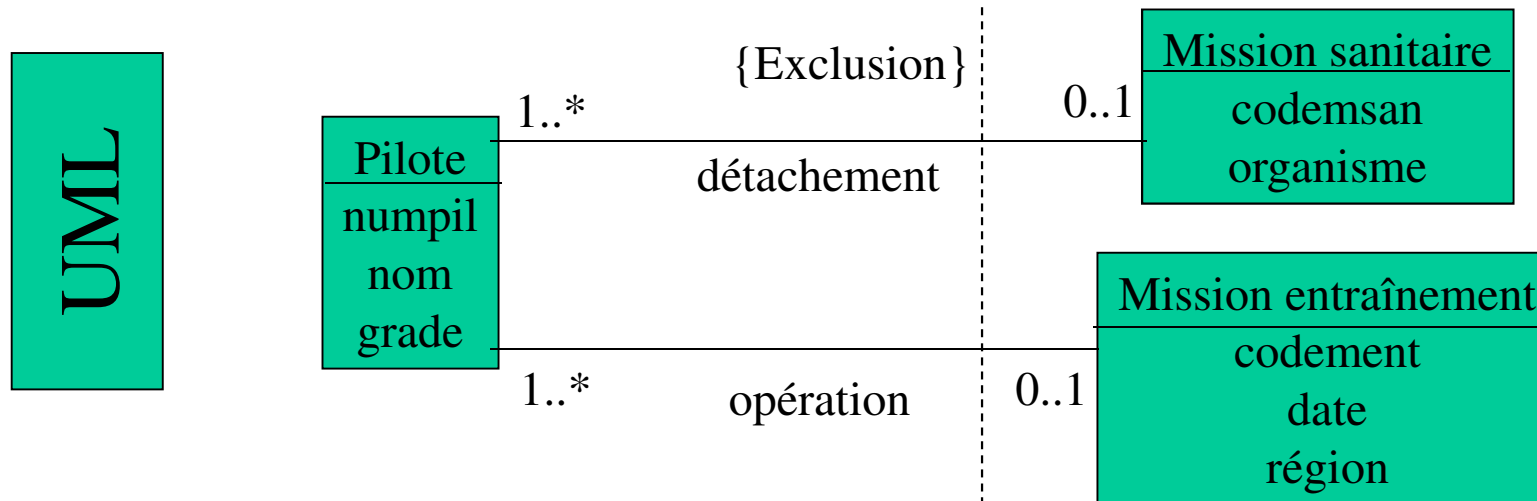 UML
Pilote
numpil
nom
grade
1..*
{Exclusion}
0..1
détachement
Mission sanitaire
codemsan
organisme
1..*
opération
0..1
Mission entraînement
codement
date
région